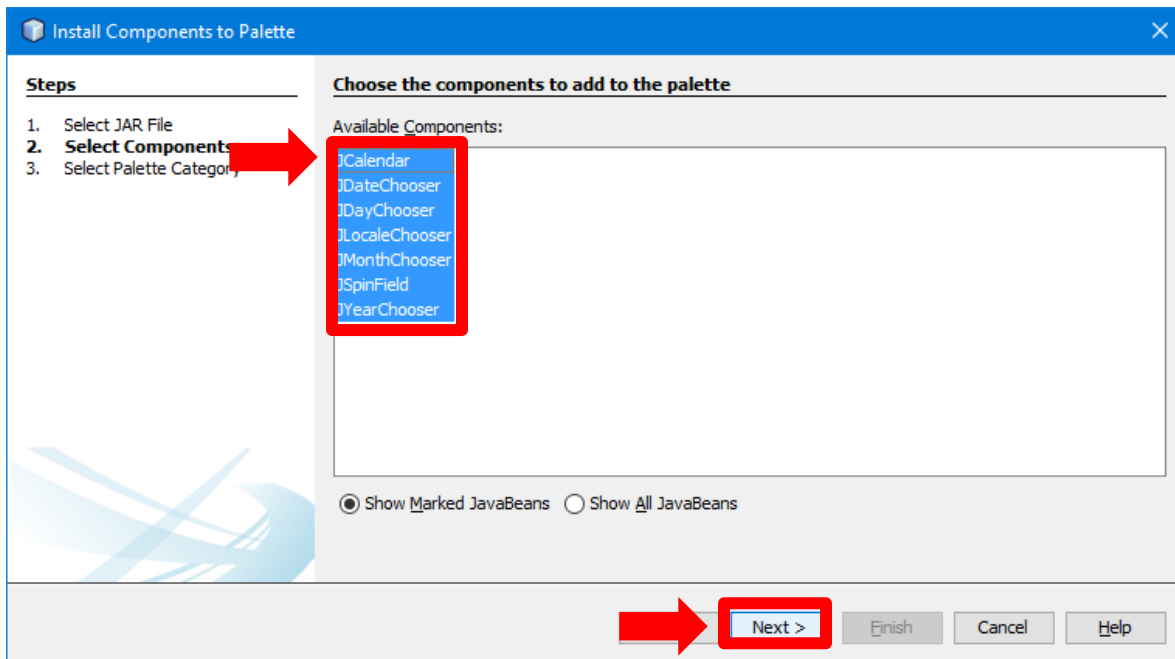 Install Components to Palette
Steps
1. Select JAR File
2. Select Components
3. Select Palette Category
Choose the components to add to the palette
Available Components:
JCalendar
JDateChooser
JDayChooser
JLocaleChooser
JMonthChooser
JSpinField
JYearChooser
Show Marked JavaBeans Show All JavaBeans
Next > Finish Cancel Help